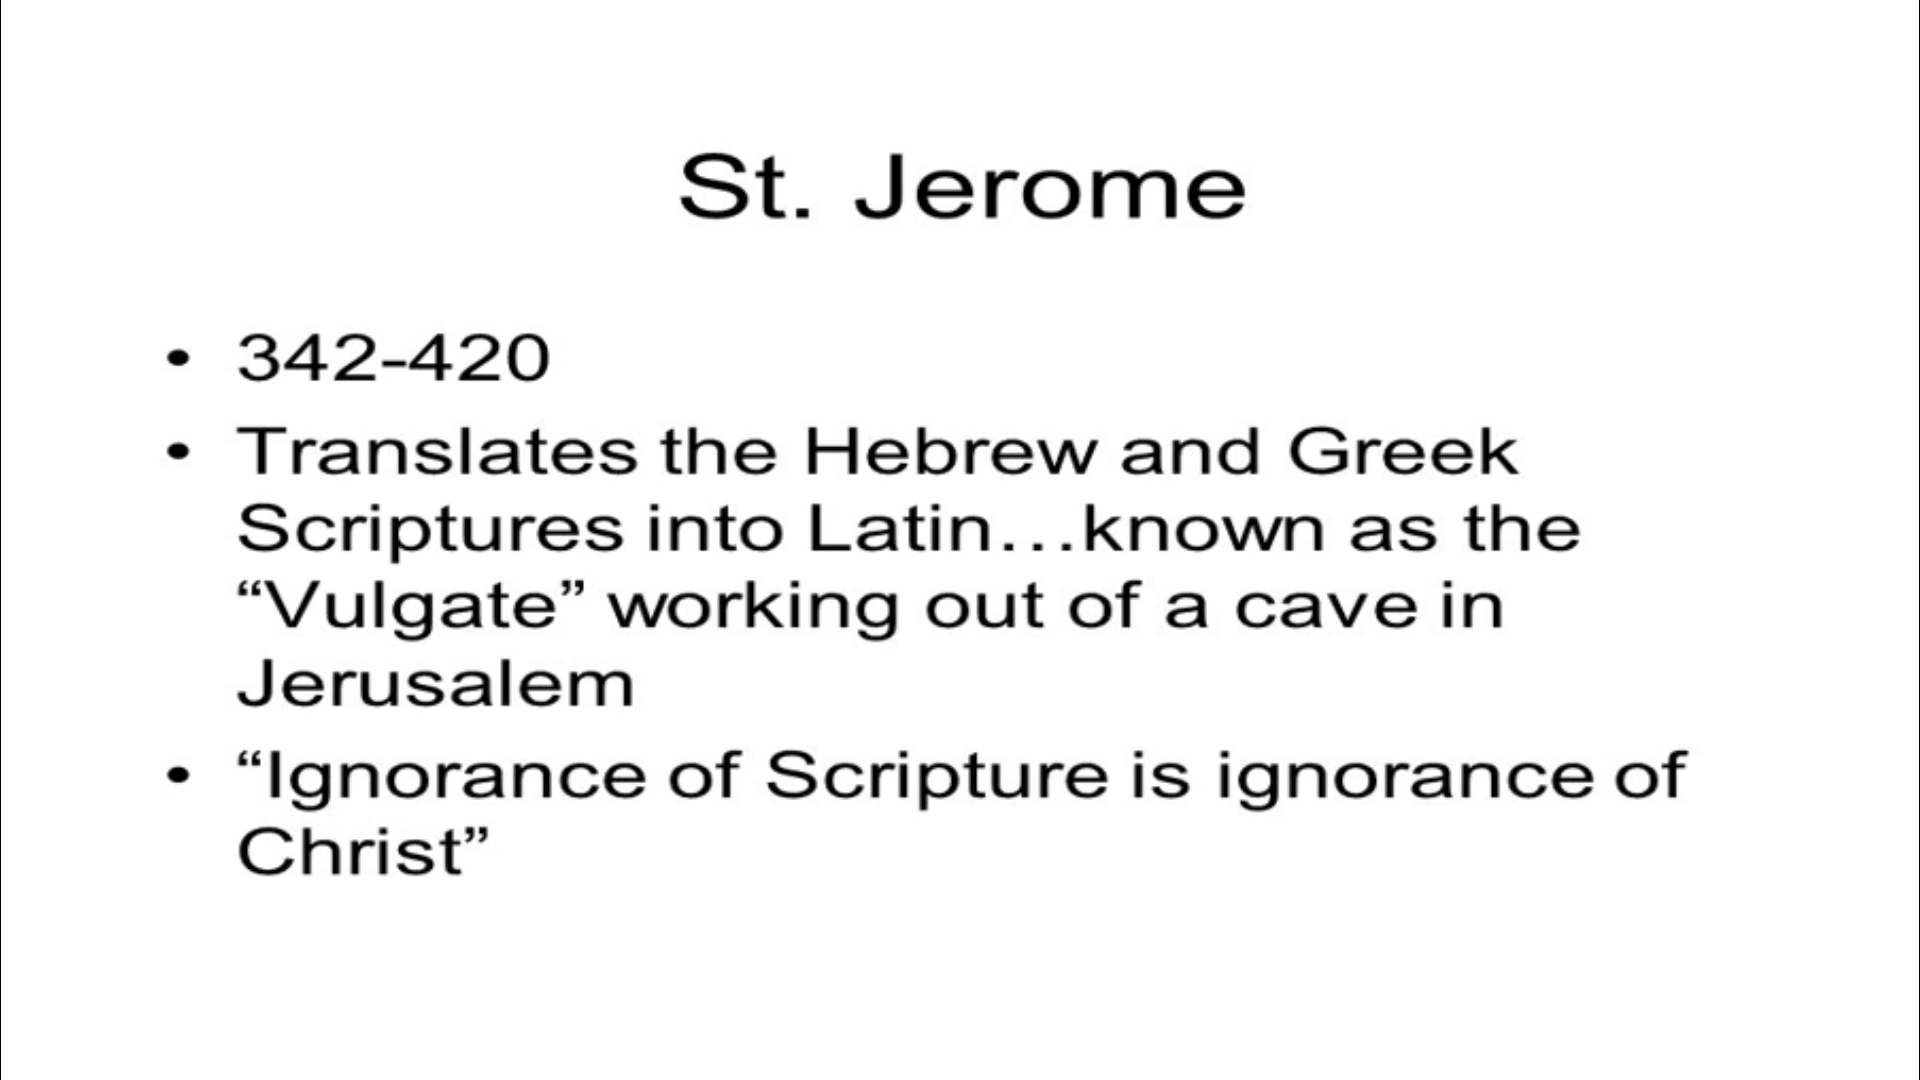 St. Jerome
• 342-420
• Translates the Hebrew and Greek
Scriptures into Latin…known as the
“Vulgate” working out of a cave in
Jerusalem
• “Ignorance of Scripture is ignorance of
Christ”